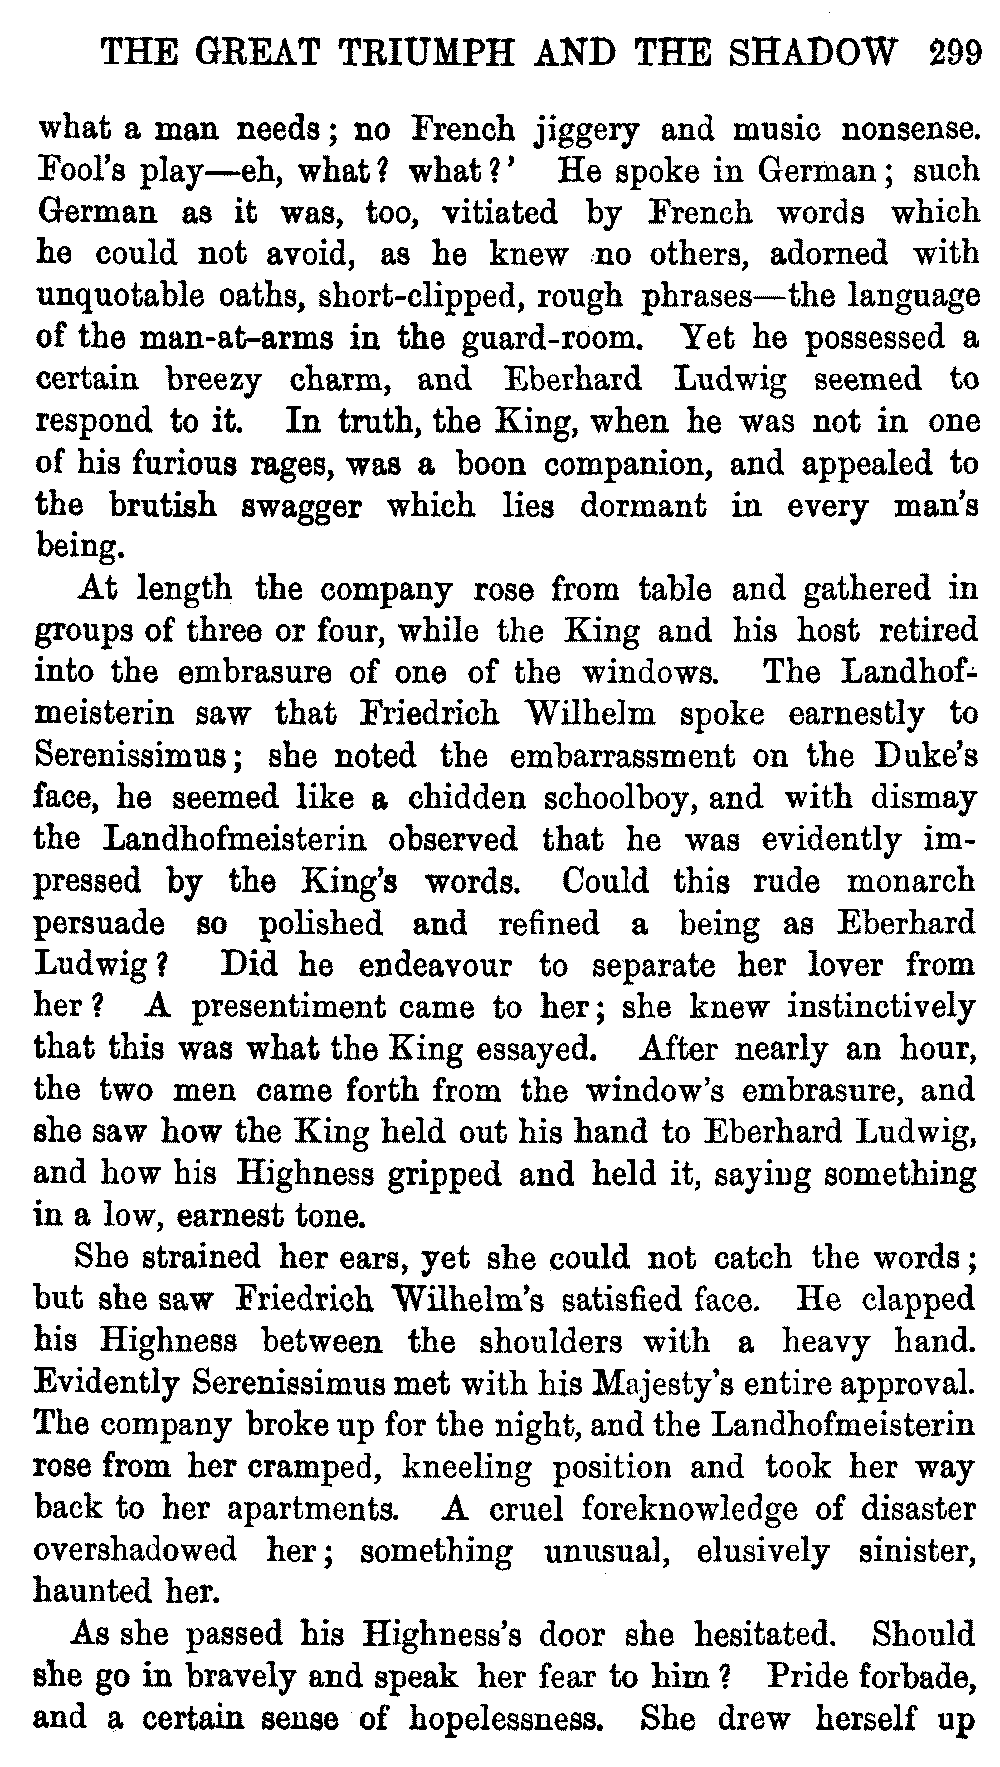 THE GREAT TRIUMPH AND THE SHADOW 299
what a man needs; no French jiggery and music nonsense.
Fool's play—eh, what? what?' He spoke in German; such
German as it was, too, vitiated by French words which
he could not avoid, as he knew no others, adorned with
unquotable oaths, short-clipped, rough phrases—the language
of the man-at-arms in the guard-room. Yet he possessed a
certain breezy charm, and Eberhard Ludwig seemed to
respond to it. In truth, the King, when he was not in one
of his furious rages, was a boon companion, and appealed to
the brutish swagger which lies dormant in every man's
being.
At length the company rose from table and gathered in
groups of three or four, while the King and his host retired
into the embrasure of one of the windows. The Landhof-
meisterin saw that Friedrich Wilhelm spoke earnestly to
Serenissimus; she noted the embarrassment on the Duke's
face, he seemed like a chidden schoolboy, and with dismay
the Landhofmeisterin observed that he was evidently im-
pressed by the King's words. Could this rude monarch
persuade so polished and refined a being as Eberhard
Ludwig? Did he endeavour to separate her lover from
her? A presentiment came to her; she knew instinctively
that this was what the King essayed. After nearly an hour,
the two men came forth from the window's embrasure, and
she saw how the King held out his hand to Eberhard Ludwig,
and how his Highness gripped and held it, saying something
in a low, earnest tone.
She strained her ears, yet she could not catch the words;
but she saw Friedrich Wilhelm's satisfied face. He clapped
his Highness between the shoulders with a heavy hand.
Evidently Serenissimus met with his Majesty's entire approval.
The company broke up for the night, and the Landhofmeisterin
rose from her cramped, kneeling position and took her way
back to her apartments. A cruel foreknowledge of disaster
overshadowed her; something unusual, elusively sinister,
haunted her.
As she passed his Highness's door she hesitated. Should
she go in bravely and speak her fear to him? Pride forbade,
and a certain sense of hopelessness. She drew herself up